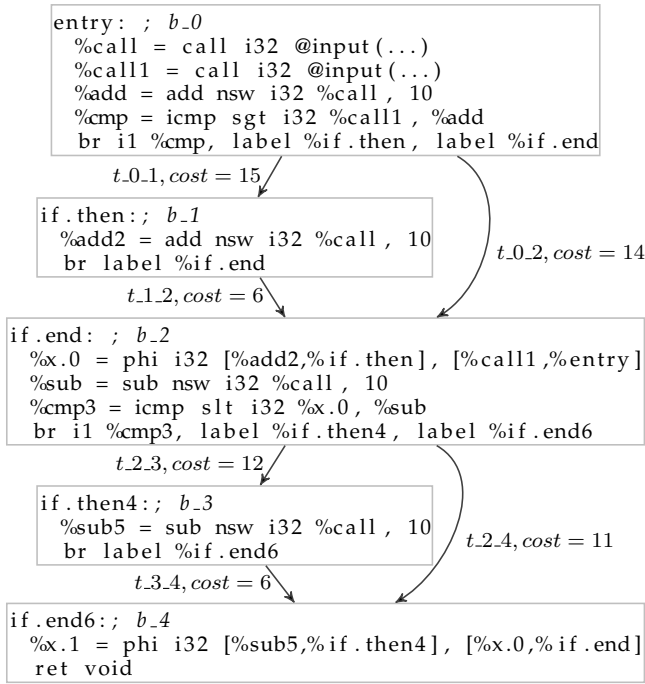 entry: ; b_0
%call = call i32 @input(...)
%call1 = call i32 @input(...)
%add = add nsw i32 %call, 10
%cmp = icmp sgt i32 %call1, %add
br i1 %cmp, label %if.then, label %if.end
t_0_1, cost = 15
if.then:; b_1
%add2 = add nsw i32 %call, 10
br label %if.end
t_0_2, cost = 14
t_1_2, cost = 6
if.end: ; b_2
%x.0 = phi i32 [%add2,%if.then], [%call1,%entry]
%sub = sub nsw i32 %call, 10
%cmp3 = icmp slt i32 %x.0, %sub
br i1 %cmp3, label %if.then4, label %if.end6
t_2_3, cost = 12
if.then4:; b_3
%sub5 = sub nsw i32 %call, 10
br label %if.end6
t_2_4, cost = 11
t_3_4, cost = 6
if.end6:; b_4
%x.1 = phi i32 [%sub5,%if.then4], [%x.0,%if.end]
ret void